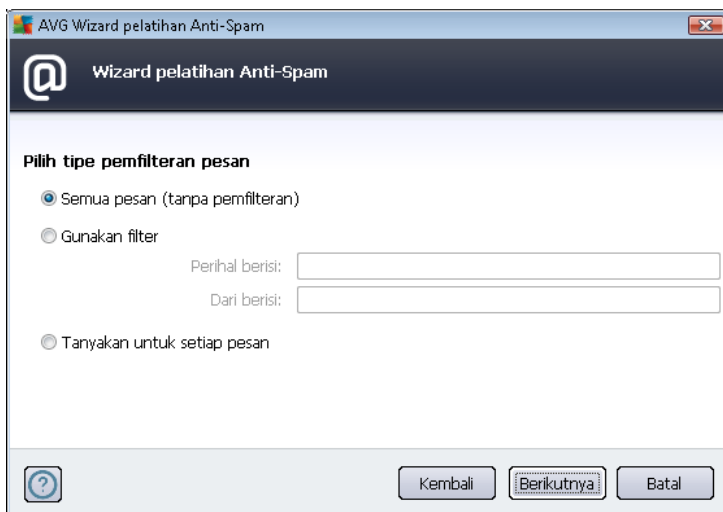 AVG Wizard pelatihan Anti-Spam
Wizard pelatihan Anti-Spam
Pilih tipe pemfilteran pesan
Semua pesan (tanpa pemfilteran)
Gunakan filter
Perihal berisi:
Dari berisi:
Tanyakan untuk setiap pesan
Kembali
Berikutnya
Batal